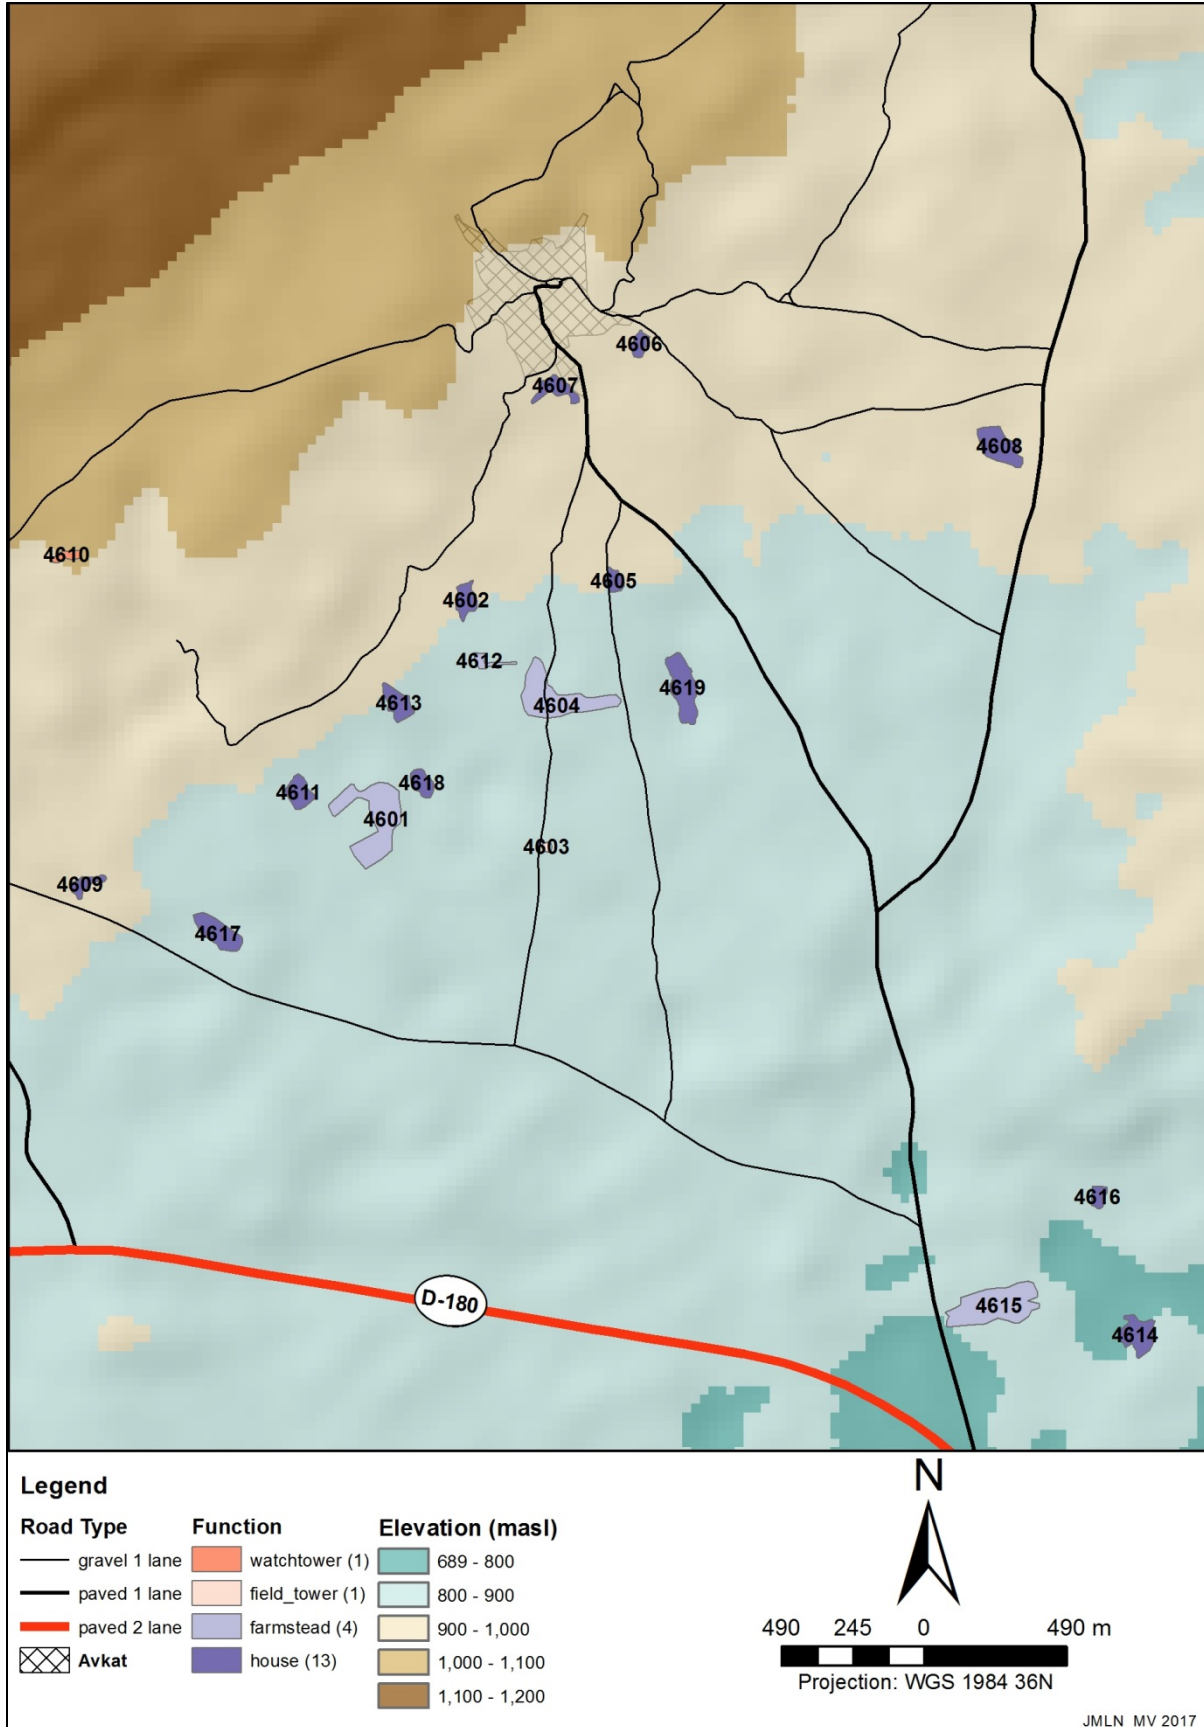 4606
4607
4608
4610
4605
4602
4612
4619
4613
4604
4618
4611
4601
4603
4609
4617
4616
D-180
4615
4614
Legend
Road Type
gravel 1 lane
paved 1 lane
paved 2 lane
Avkat
Function
watchtower (1)
field_tower (1)
farmstead (4)
house (13)
Elevation (masl)
689 - 800
800 - 900
900 - 1,000
1,000 - 1,100
1,100 - 1,200
N
490 245 0 490 m
Projection: WGS 1984 36N
JMLN MV 2017